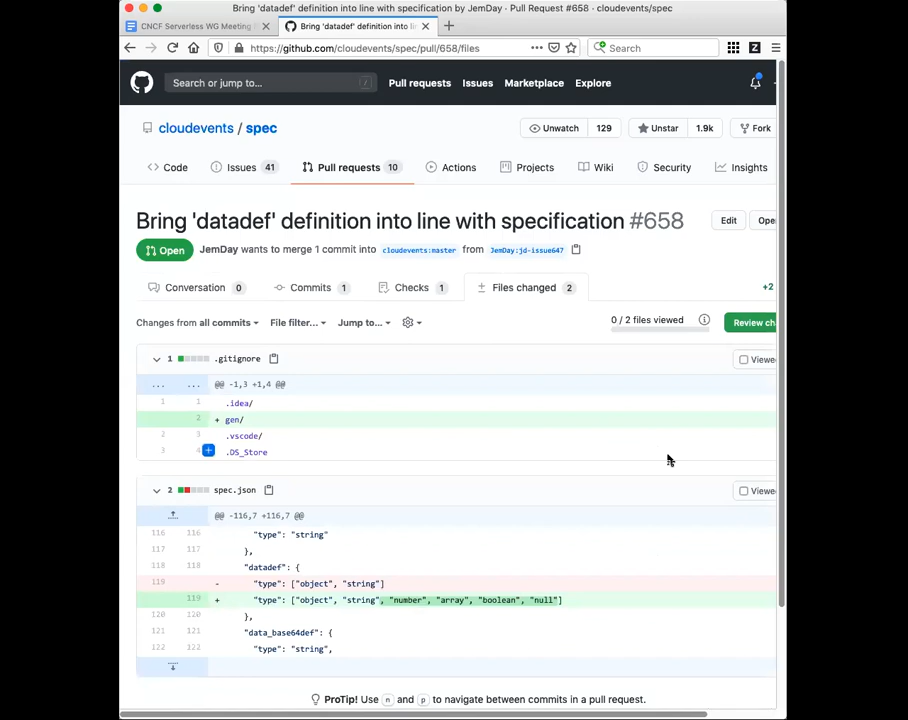 Bring 'datadef' definition into line with specification by JemDay · Pull Request #658 · cloudevents/spec
CNCF Serverless WG Meeting
Bring 'datadef' definition into lin
https://github.com/cloudevents/spec/pull/658/files
Search
Z
Search or jump to...
/
Pull requests
Issues
Marketplace
Explore
cloudevents / spec
Unwatch
129
Unstar
1.9k
Fork
Code
Issues 41
Pull requests 10
Actions
Projects
Wiki
Security
Insights
Bring 'datadef' definition into line with specification #658
Edit
Ope
Open
JemDay wants to merge 1 commit into cloudevents:master from JemDay:jd-issue647
Conversation 0
Commits 1
Checks 1
Files changed 2
+2
Changes from all commits
File filter...
Jump to...
0 / 2 files viewed
Review ch
1 .gitignore
Viewe
... ... @@ -1,3 +1,4 @@
1 1 .idea/
2 + gen/
2 3 .vscode/
3 4 .DS_Store
2 spec.json
Viewe
@@ -116,7 +116,7 @@
116 116 "type": "string"
117 117 },
118 118 "datadef": {
119 - "type": ["object", "string"]
119 + "type": ["object", "string", "number", "array", "boolean", "null"]
120 120 },
121 121 "data_base64def": {
122 122 "type": "string",
ProTip! Use n and p to navigate between commits in a pull request.